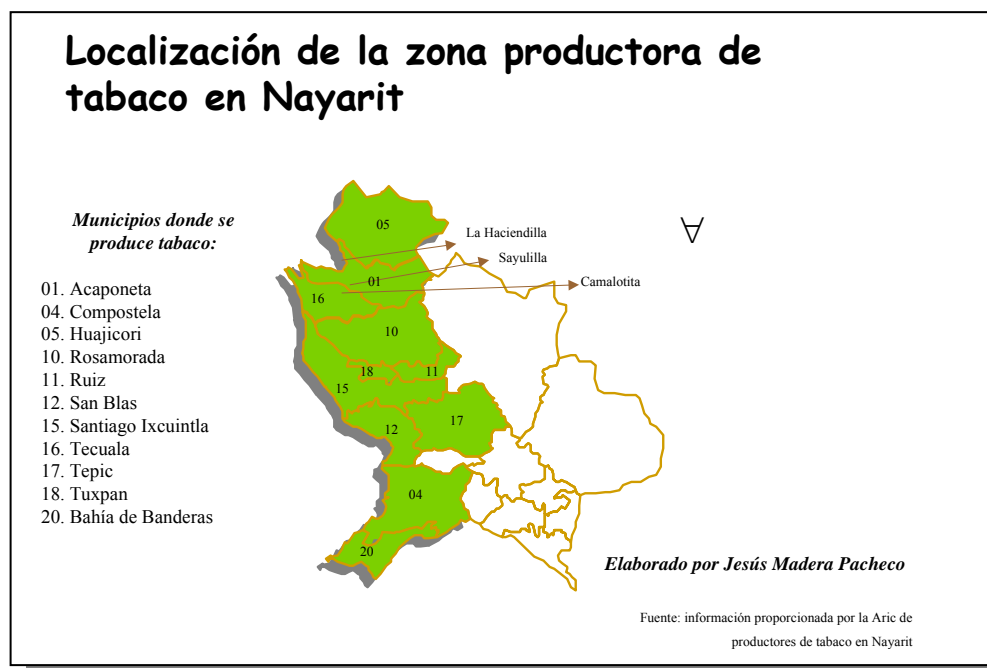 Localización de la zona productora de
tabaco en Nayarit
Municipios donde se
produce tabaco:
01. Acaponeta
04. Compostela
05. Huajicori
10. Rosamorada
11. Ruiz
12. San Blas
15. Santiago Ixcuintla
16. Tecuala
17. Tepic
18. Tuxpan
20. Bahía de Banderas
05
La Haciendilla
Sayulilla
01
Camalotita
16
10
18
11
15
17
12
04
20
∀
Elaborado por Jesús Madera Pacheco
Fuente: información proporcionada por la Aric de
productores de tabaco en Nayarit